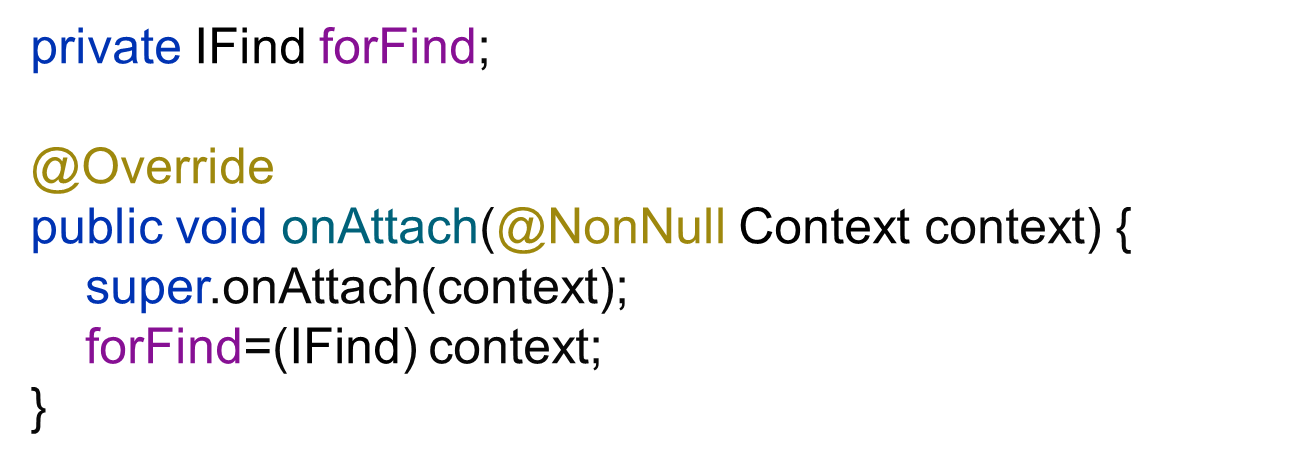 private IFind forFind;
@Override
public void onAttach(@NonNull Context context) {
super.onAttach(context);
forFind=(IFind) context;
}